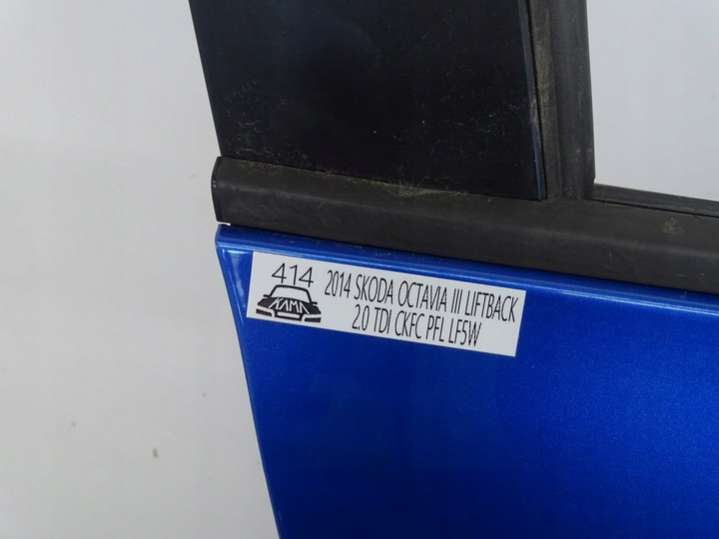 414
KAMA
2014 SKODA OCTAVIA III LIFTBACK
2.0 TDI CKFC PFL LF5W